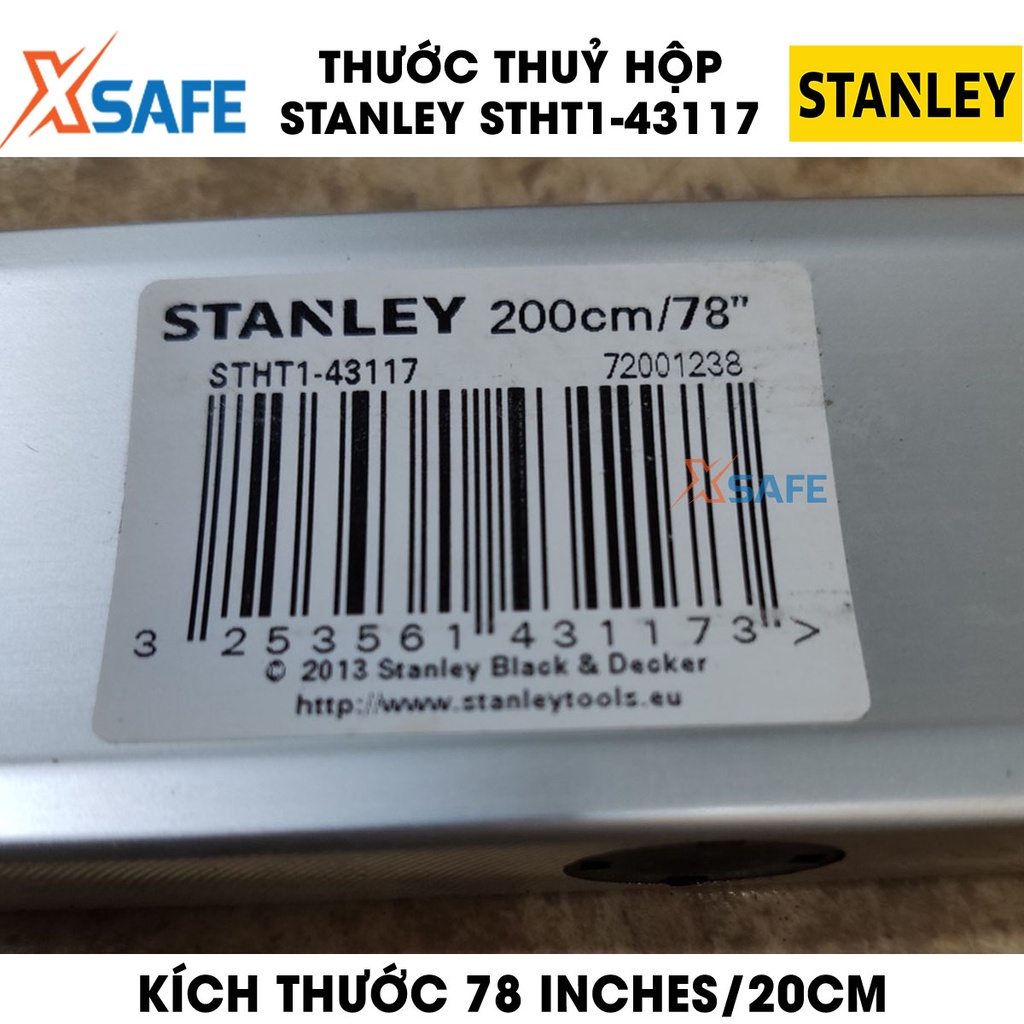 XSAFE
THƯỚC THUỶ HỘP
STANLEY STHT1-43117
STANLEY
STANLEY 200cm/78"
STHT1-43117
72001238
XSAFE
3 253561 431173 >
© 2013 Stanley Black & Decker
http://www.stanleytools.eu
KÍCH THƯỚC 78 INCHES/20CM